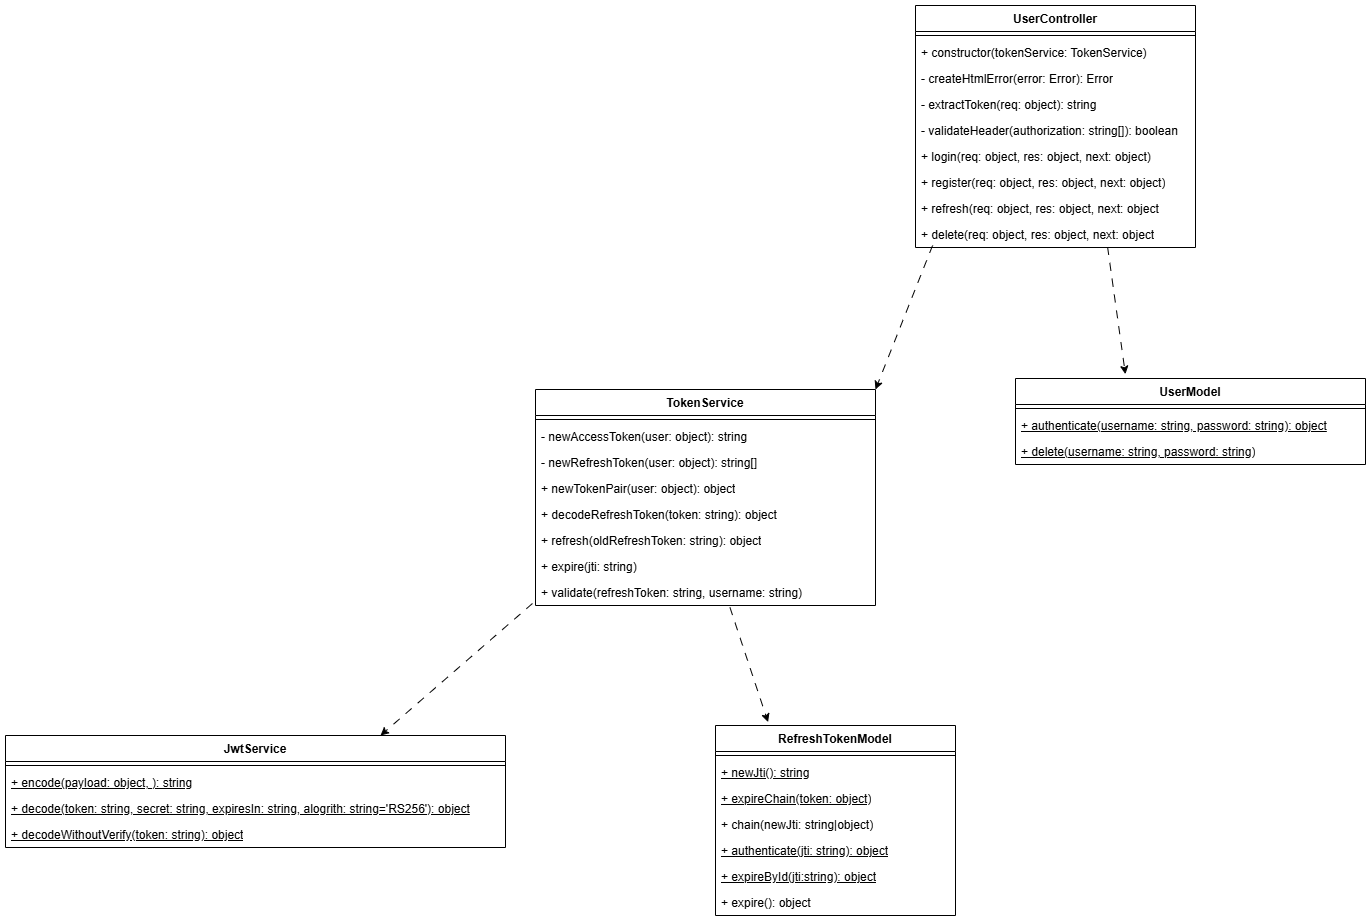 UserController
+ constructor(tokenService: TokenService)
- createHtmlError(error: Error): Error
- extractToken(req: object): string
- validateHeader(authorization: string[]): boolean
+ login(req: object, res: object, next: object)
+ register(req: object, res: object, next: object)
+ refresh(req: object, res: object, next: object
+ delete(req: object, res: object, next: object
TokenService
- newAccessToken(user: object): string
- newRefreshToken(user: object): string[]
+ newTokenPair(user: object): object
+ decodeRefreshToken(token: string): object
+ refresh(oldRefreshToken: string): object
+ expire(jti: string)
+ validate(refreshToken: string, username: string)
UserModel
+ authenticate(username: string, password: string): object
+ delete(username: string, password: string)
JwtService
+ encode(payload: object, ): string
+ decode(token: string, secret: string, expiresIn: string, alogrith: string='RS256'): object
+ decodeWithoutVerify(token: string): object
RefreshTokenModel
+ newJti(): string
+ expireChain(token: object)
+ chain(newJti: string|object)
+ authenticate(jti: string): object
+ expireById(jti:string): object
+ expire(): object